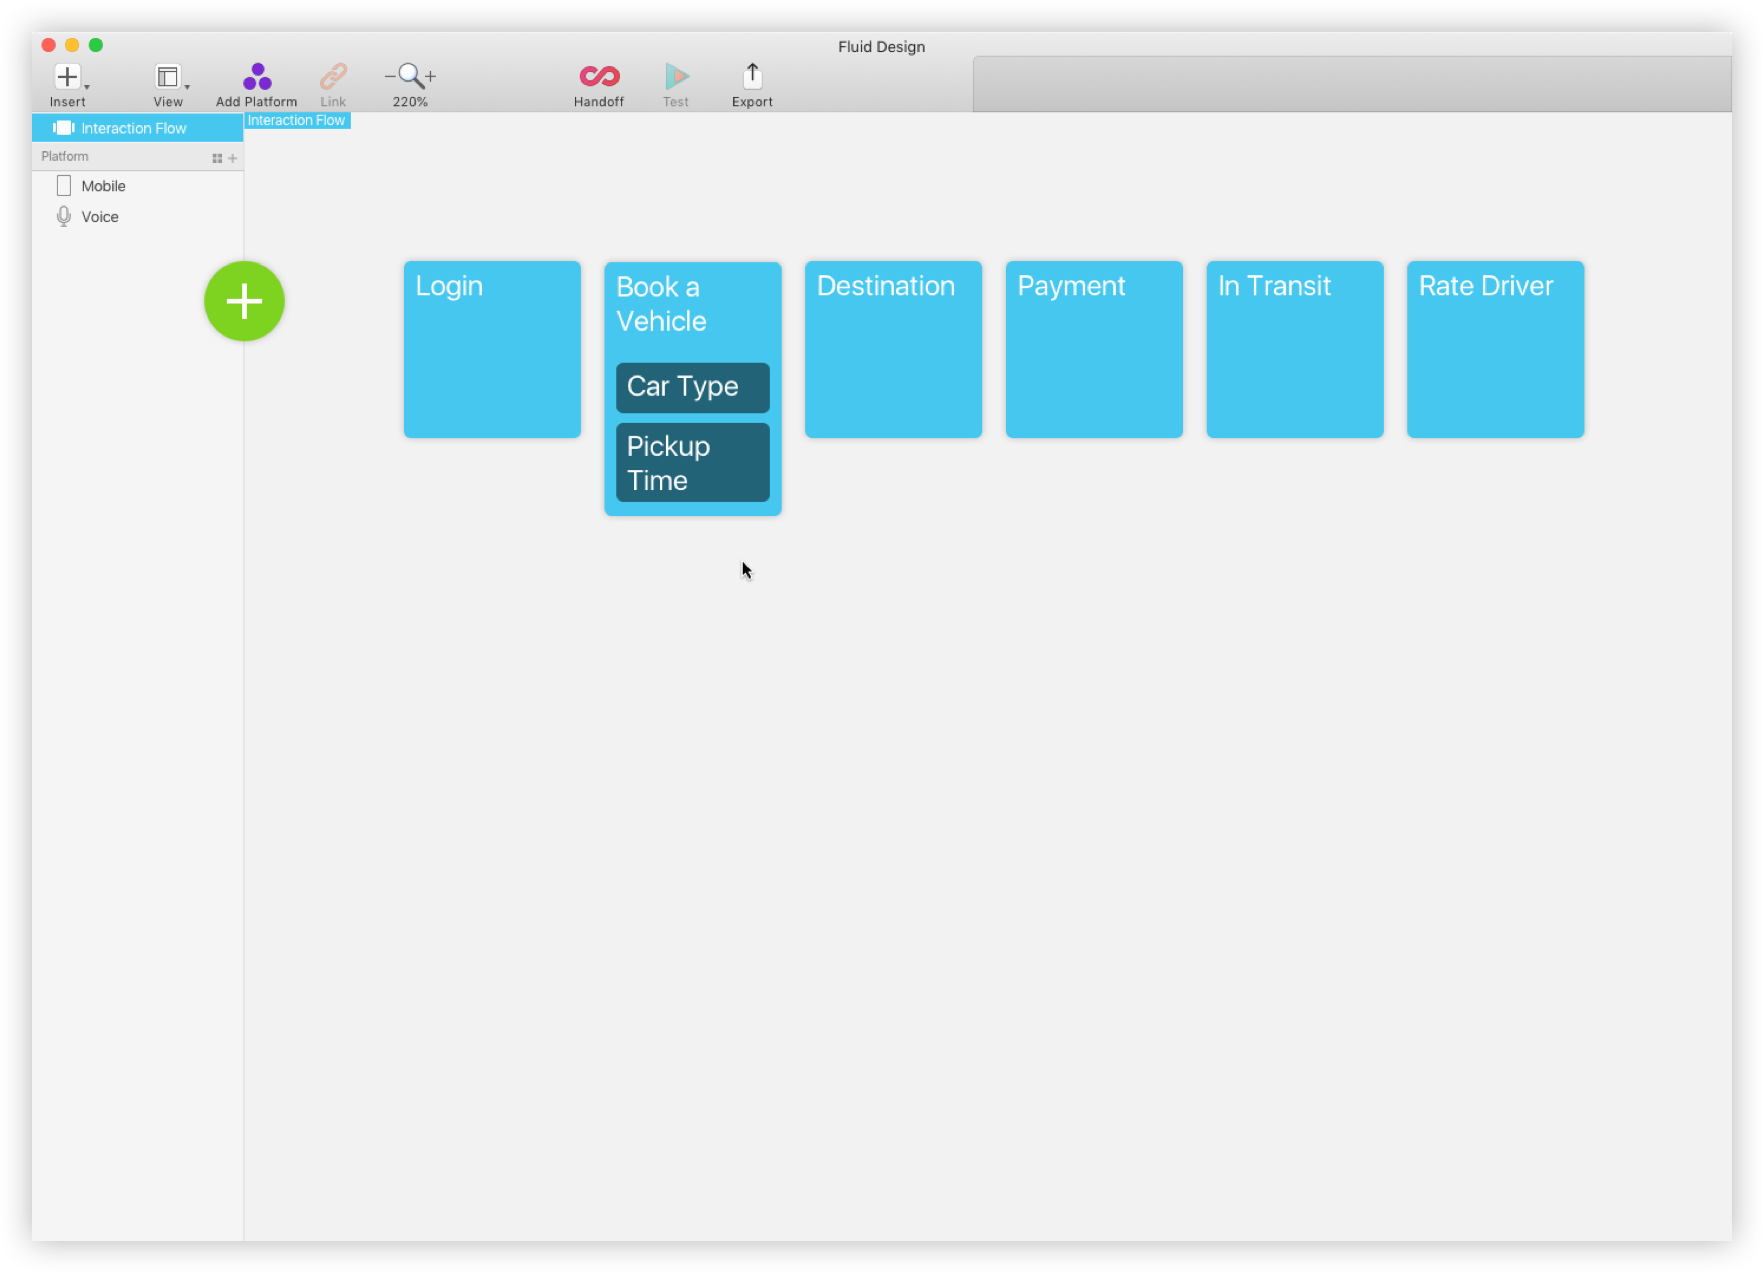 Fluid Design
Insert
View
Add Platform
Link
220%
Handoff
Test
Export
Interaction Flow
Interaction Flow
Platform
Mobile
Voice
Login
Book a
Vehicle
Car Type
Pickup
Time
Destination
Payment
In Transit
Rate Driver